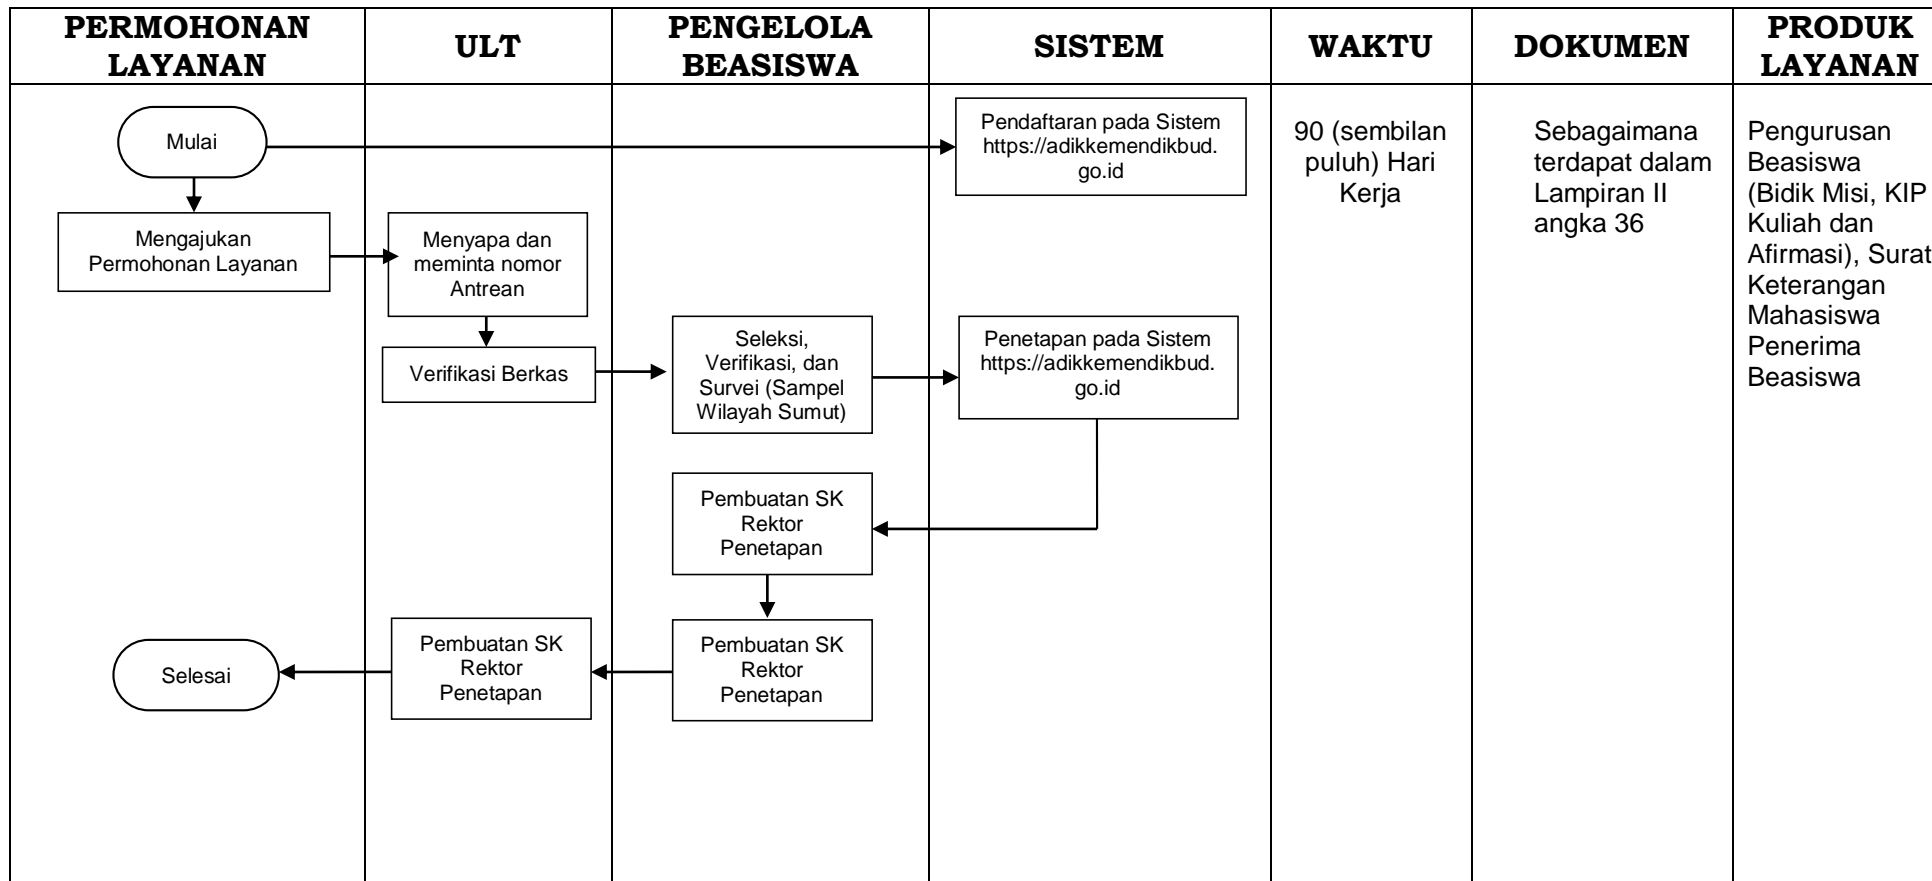 PERMOHONAN
LAYANAN
ULT
PENGELOLA
BEASISWA
SISTEM
WAKTU
DOKUMEN
PRODUK
LAYANAN
Mulai
Pendaftaran pada Sistem
https://adikkemendikbud.
go.id
90 (sembilan
puluh) Hari
Kerja
Sebagaimana
terdapat dalam
Lampiran II
angka 36
Pengurusan
Beasiswa
(Bidik Misi, KIP
Kuliah dan
Afirmasi), Surat
Keterangan
Mahasiswa
Penerima
Beasiswa
Mengajukan
Permohonan Layanan
Menyapa dan
meminta nomor
Antrean
Verifikasi Berkas
Seleksi,
Verifikasi, dan
Survei (Sampel
Wilayah Sumut)
Penetapan pada Sistem
https://adikkemendikbud.
go.id
Pembuatan SK
Rektor
Penetapan
Selesai
Pembuatan SK
Rektor
Penetapan
Pembuatan SK
Rektor
Penetapan